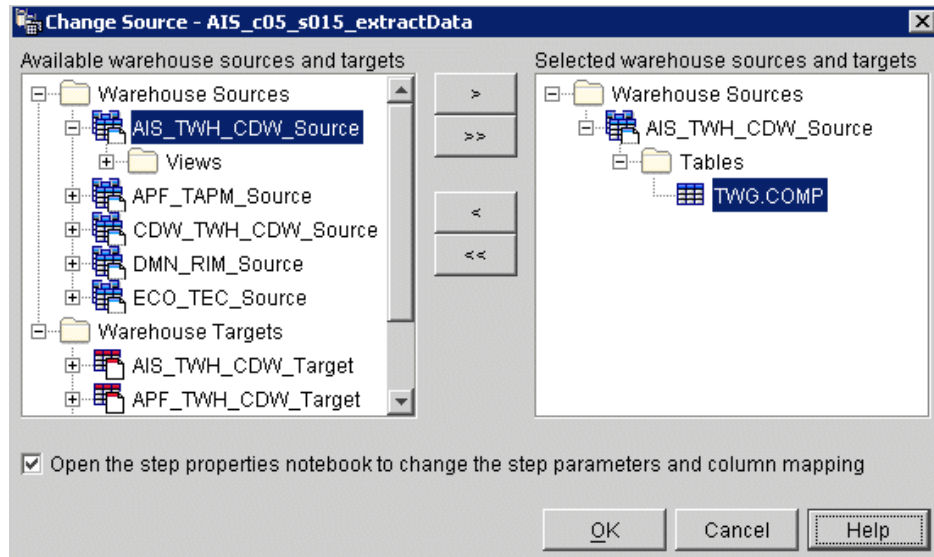 Change Source - AIS_c05_s015_extractData
Available warehouse sources and targets
Warehouse Sources
AIS_TWH_CDW_Source
Views
APF_TAPM_Source
CDW_TWH_CDW_Source
DMN_RIM_Source
ECO_TEC_Source
Warehouse Targets
AIS_TWH_CDW_Target
APF_TWH_CDW_Target
>
>>
<
<<
Selected warehouse sources and targets
Warehouse Sources
AIS_TWH_CDW_Source
Tables
TWG.COMP
Open the step properties notebook to change the step parameters and column mapping
OK Cancel Help